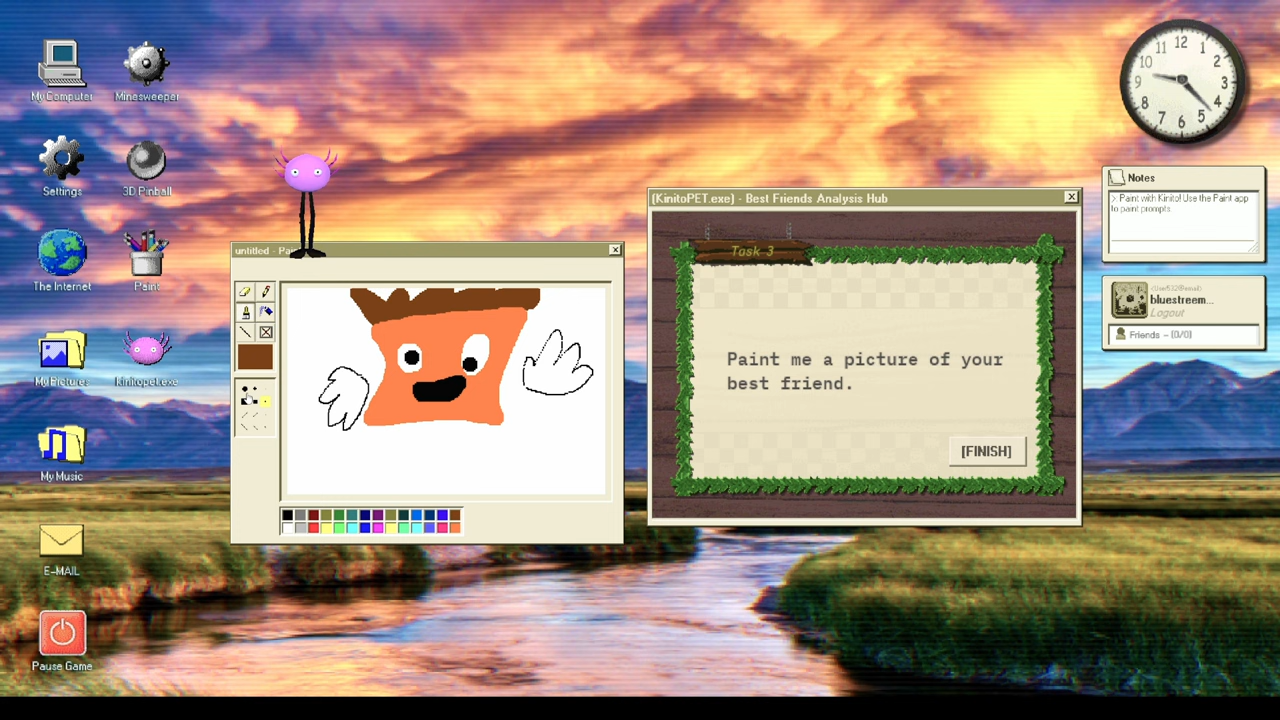 My Computer
Minesweeper
Settings
3D Pinball
The Internet
Paint
My Pictures
Kinitopet.exe
My Music
E-MAIL
Pause Game
untitled - Pa
[KinitoPET.exe] - Best Friends Analysis Hub
Task 3
Paint me a picture of your
best friend.
[FINISH]
12
1
2
3
4
5
6
7
8
9
10
11
Notes
> Paint with Kinito! Use the Paint app
to paint prompts
bluestreem...
Logout
Friends - (0/0)